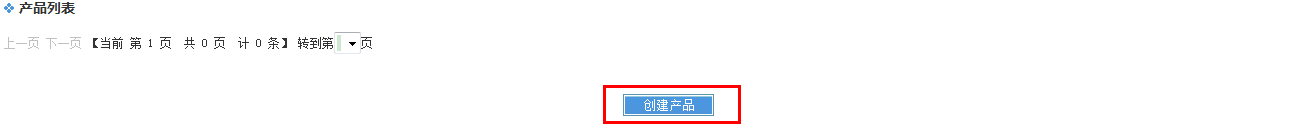 产品列表
上一页 下一页 【当前 第 1 页 共 0 页 计 0 条】 转到第 页
创建产品